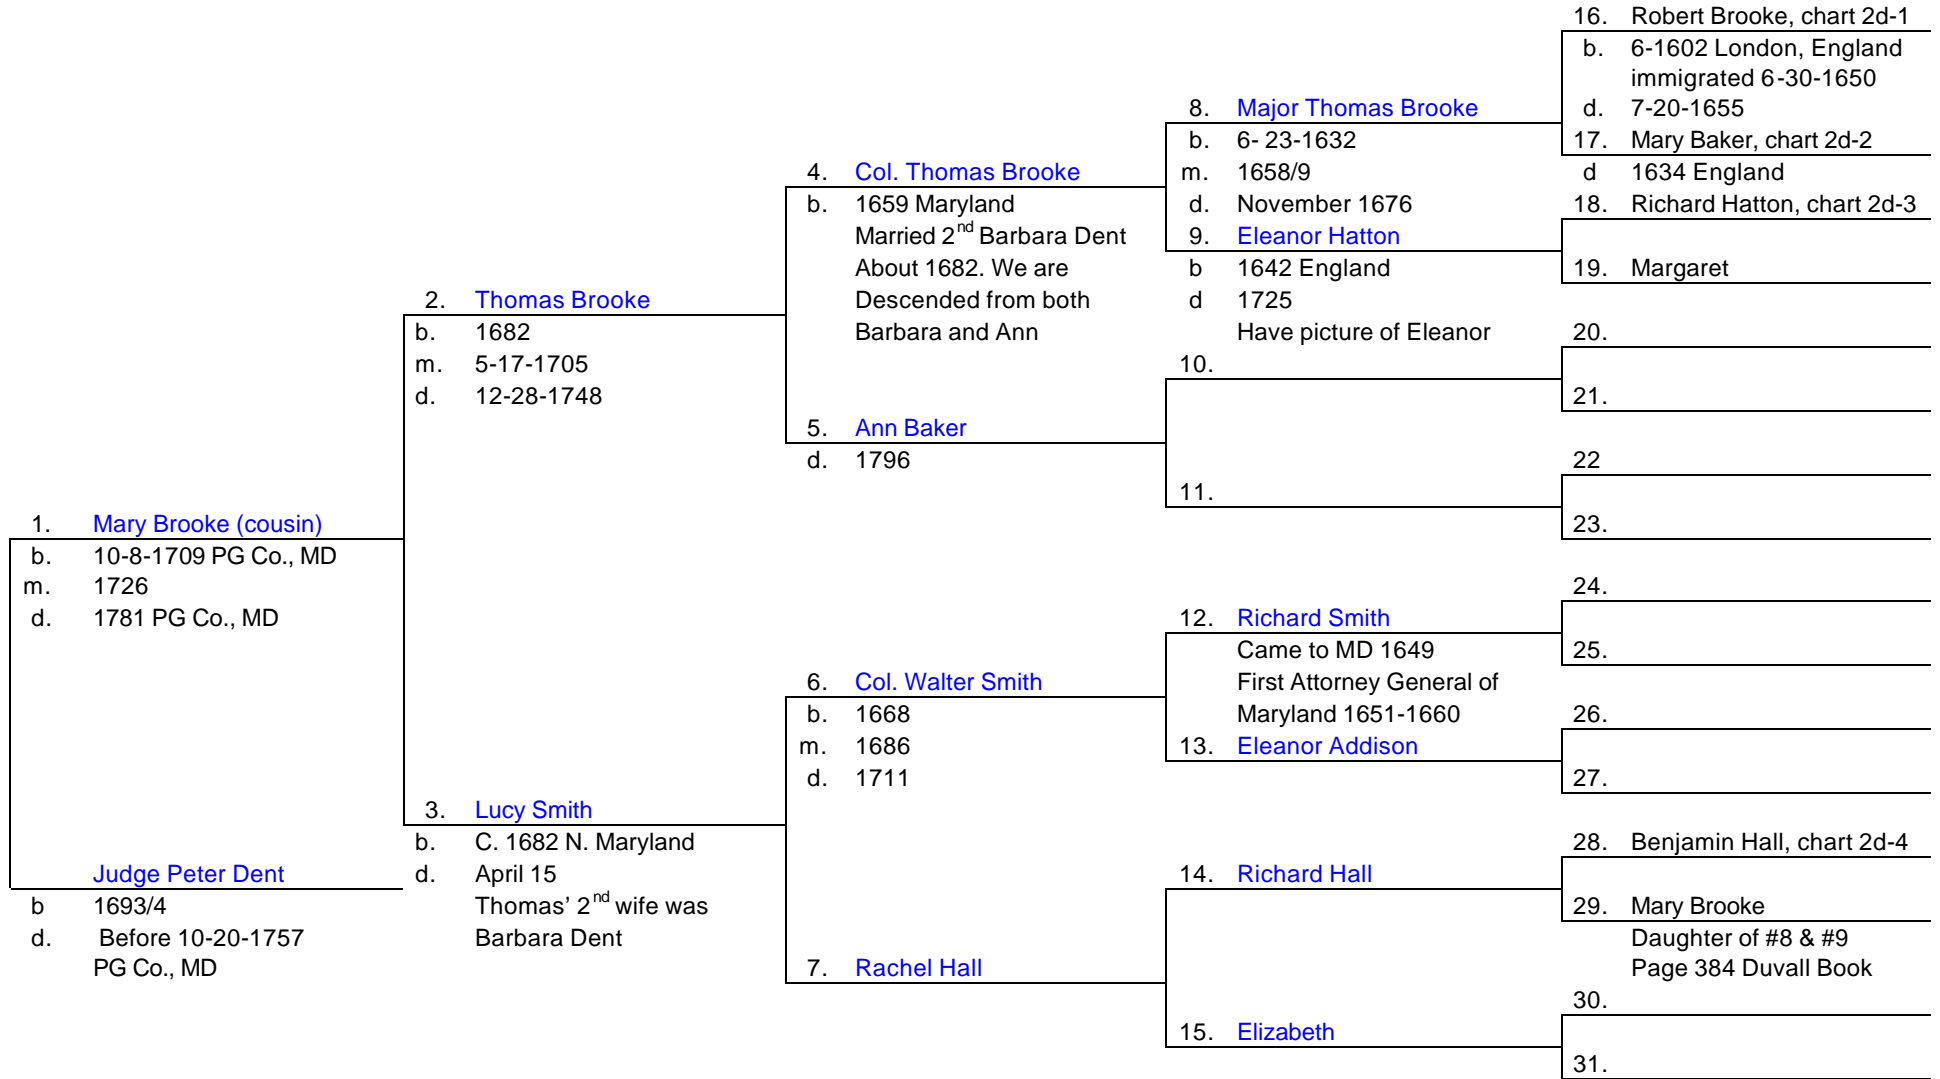 1. Mary Brooke (cousin)
b. 10-8-1709 PG Co., MD
m. 1726
d. 1781 PG Co., MD
Judge Peter Dent
b 1693/4
d. Before 10-20-1757
PG Co., MD
2. Thomas Brooke
b. 1682
m. 5-17-1705
d. 12-28-1748
3. Lucy Smith
b. C. 1682 N. Maryland
d. April 15
Thomas’ 2nd wife was
Barbara Dent
4. Col. Thomas Brooke
b. 1659 Maryland
Married 2nd Barbara Dent
About 1682. We are
Descended from both
Barbara and Ann
5. Ann Baker
d. 1796
6. Col. Walter Smith
b. 1668
m. 1686
d. 1711
7. Rachel Hall
8. Major Thomas Brooke
b. 6- 23-1632
m. 1658/9
d. November 1676
9. Eleanor Hatton
b 1642 England
d 1725
Have picture of Eleanor
10.
11.
12. Richard Smith
Came to MD 1649
First Attorney General of
Maryland 1651-1660
13. Eleanor Addison
14. Richard Hall
15. Elizabeth
16. Robert Brooke, chart 2d-1
b. 6-1602 London, England
immigrated 6-30-1650
d. 7-20-1655
17. Mary Baker, chart 2d-2
d 1634 England
18. Richard Hatton, chart 2d-3
19. Margaret
20.
21.
22
23.
24.
25.
26.
27.
28. Benjamin Hall, chart 2d-4
29. Mary Brooke
Daughter of #8 & #9
Page 384 Duvall Book
30.
31.